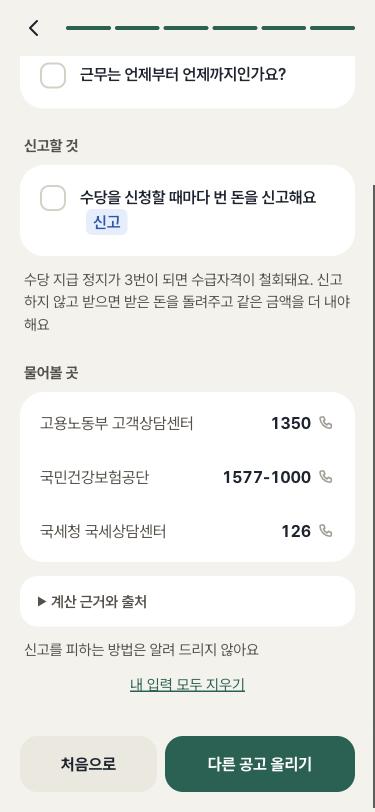 근무는 언제부터 언제까지인가요?
신고할 것
수당을 신청할 때마다 번 돈을 신고해요
신고
수당 지급 정지가 3번이 되면 수급자격이 철회돼요. 신고
하지 않고 받으면 받은 돈을 돌려주고 같은 금액을 더 내야
해요
물어볼 곳
고용노동부 고객상담센터 1350
국민건강보험공단 1577-1000
국세청 국세상담센터 126
▶ 계산 근거와 출처
신고를 피하는 방법은 알려 드리지 않아요
내 입력 모두 지우기
처음으로 다른 공고 올리기